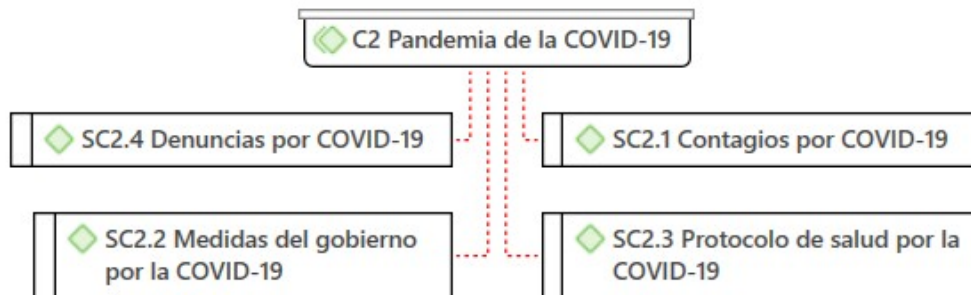 C2 Pandemia de la COVID-19
SC2.4 Denuncias por COVID-19
SC2.1 Contagios por COVID-19
SC2.2 Medidas del gobierno
por la COVID-19
SC2.3 Protocolo de salud por la
COVID-19